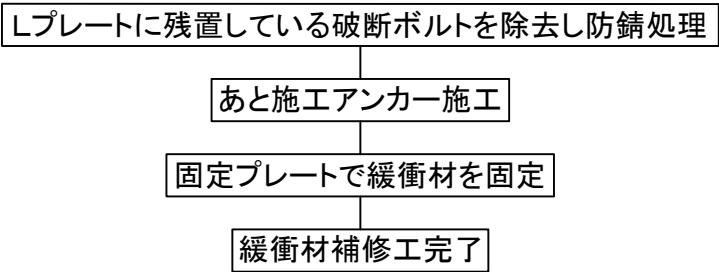 Lプレートに残置している破断ボルトを除去し防錆処理
あと施工アンカー施工
固定プレートで緩衝材を固定
緩衝材補修工完了